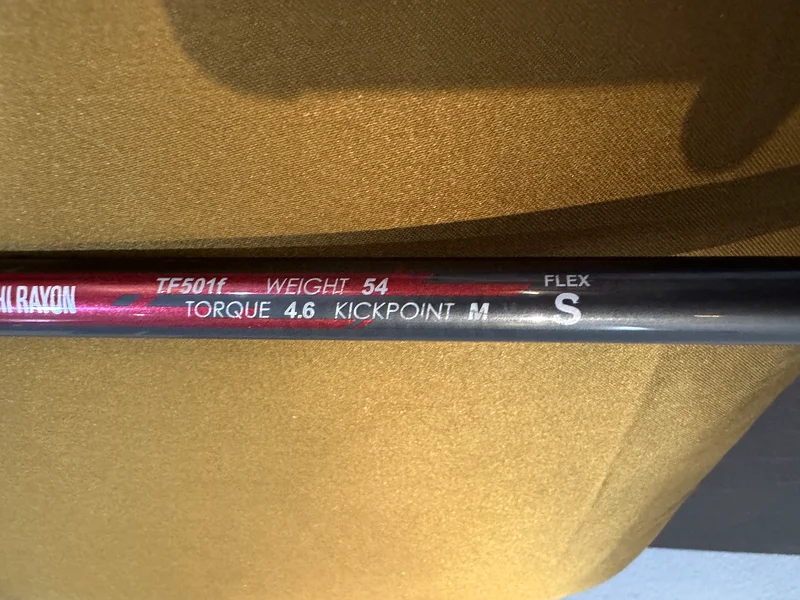 HI RAYON
TF501f WEIGHT 54
TORQUE 4.6 KICKPOINT M
FLEX
S